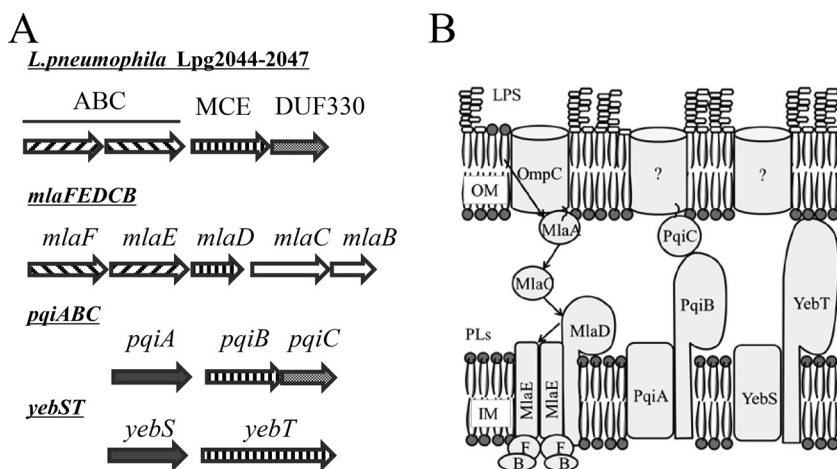 A
L.pneumophila Lpg2044-2047
ABC MCE DUF330
mlaFEDCB
mlaF mlaE mlaD mlaC mlaB
pqiABC
pqiA pqiB pqiC
yebST
yebS yebT
B
LPS
OmpC ? ?
OM
MlaA PqiC
MlaC
PqiB YebT
MlaD
PLs
MlaE MlaE PqiA YebS
IM
F F
B B